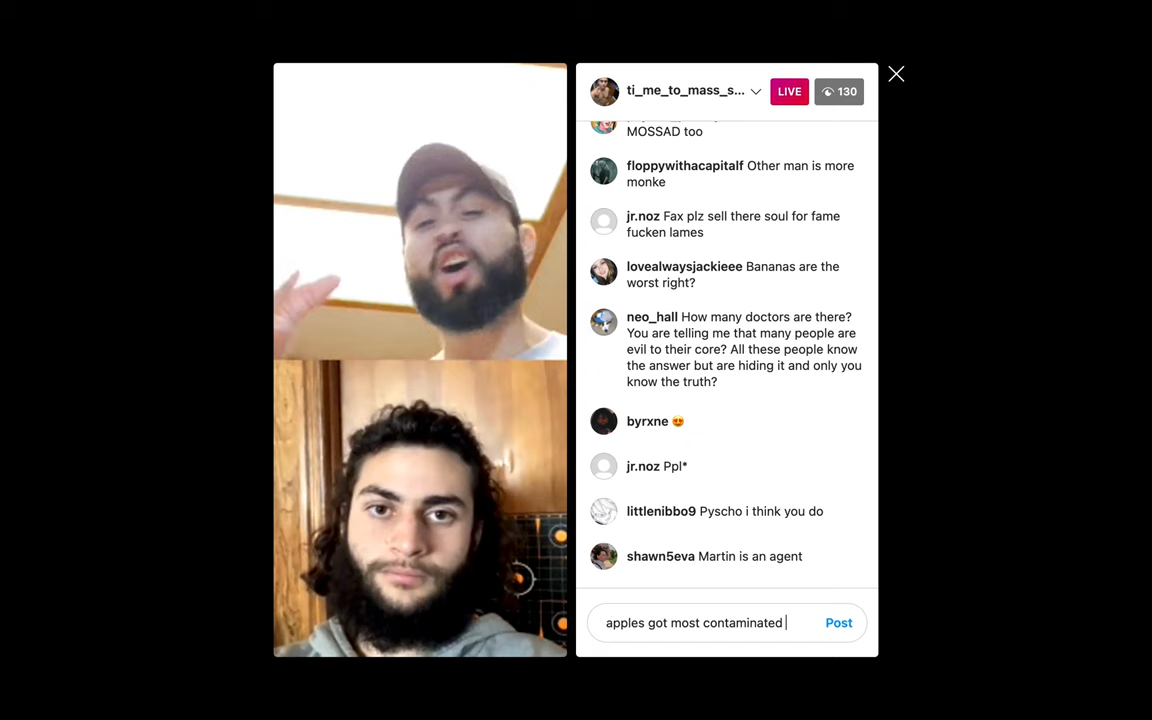 ti_me_to_mass_s...
LIVE
130
MOSSAD too
floppywithacapitalf Other man is more
monke
jr.noz Fax plz sell there soul for fame
fucken lames
lovealwaysjackieee Bananas are the
worst right?
neo_hall How many doctors are there?
You are telling me that many people are
evil to their core? All these people know
the answer but are hiding it and only you
know the truth?
byrxne 😍
jr.noz Ppl*
littlenibbo9 Pyscho i think you do
shawn5eva Martin is an agent
apples got most contaminated
Post